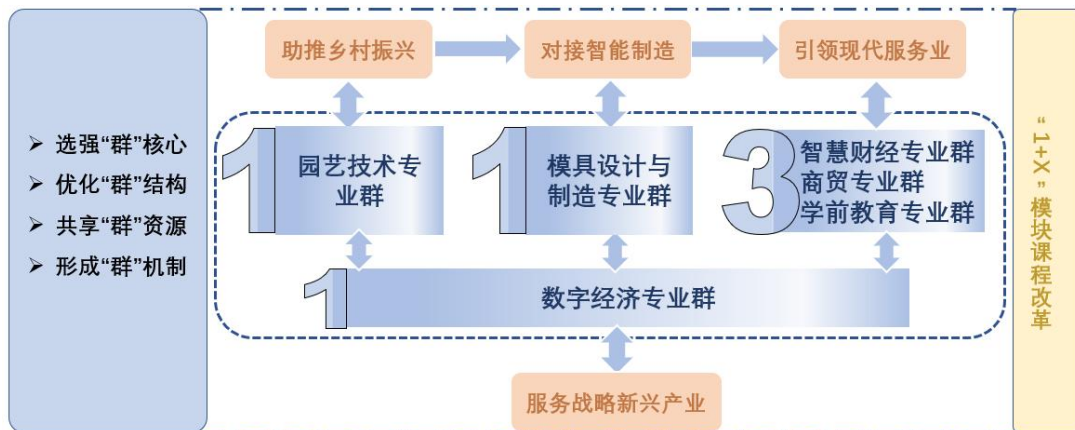 助推乡村振兴
对接智能制造
引领现代服务业
➢ 选强“群”核心
➢ 优化“群”结构
➢ 共享“群”资源
➢ 形成“群”机制
1
园艺技术专
业群
1
模具设计与
制造专业群
3
智慧财经专业群
商贸专业群
学前教育专业群
1
数字经济专业群
服务战略新兴产业
“1+X”模块课程改革